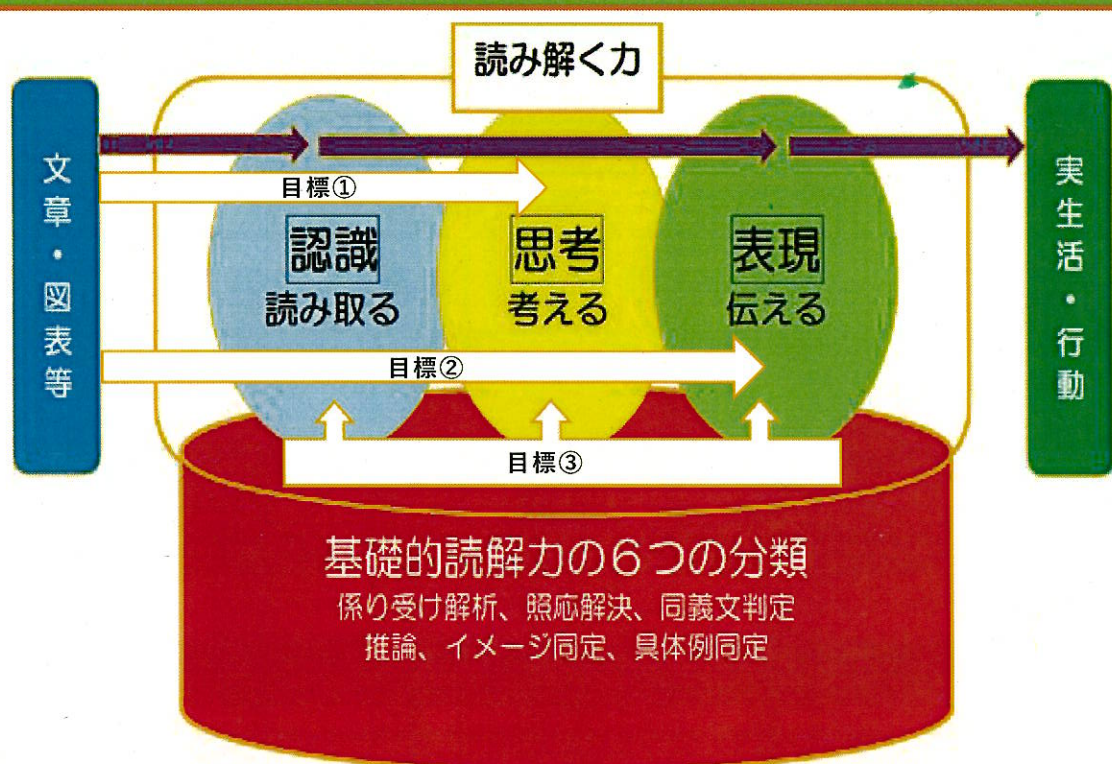 読み解く力
文章・図表等
目標①
認識
読み取る
思考
考える
表現
伝える
目標②
目標③
実生活・行動
基礎的読解力の6つの分類
係り受け解析、照応解決、同義文判定
推論、イメージ同定、具体例同定